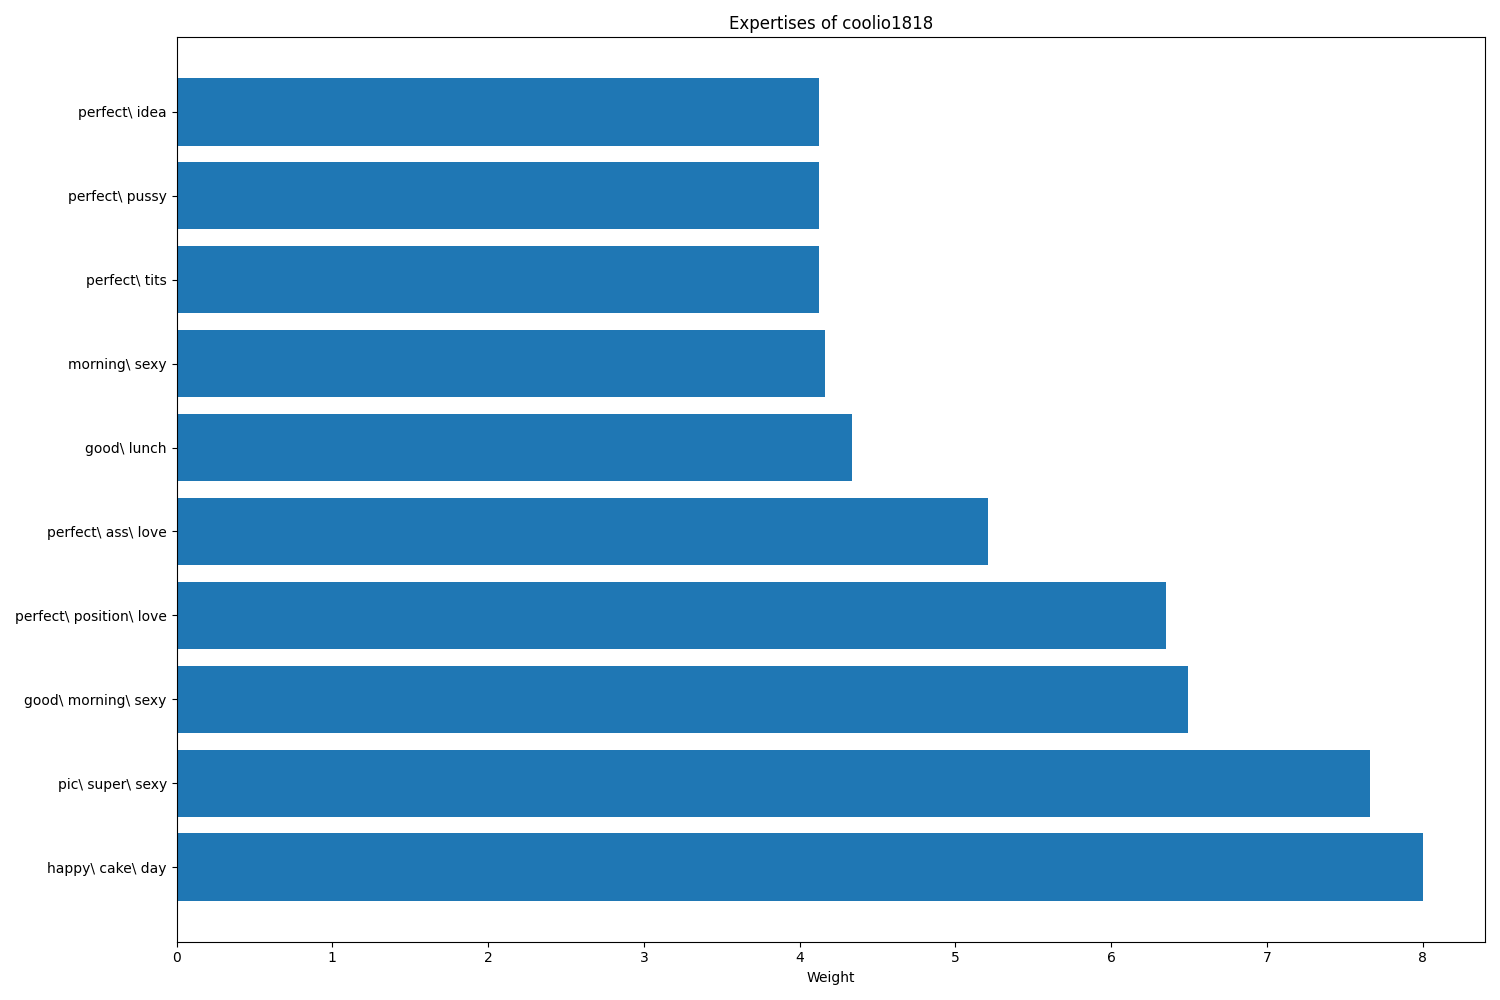 Expertises of coolio1818
perfect\ idea
perfect\ pussy
perfect\ tits
morning\ sexy
good\ lunch
perfect\ ass\ love
perfect\ position\ love
good\ morning\ sexy
pic\ super\ sexy
happy\ cake\ day
0 1 2 3 4 5 6 7 8
Weight